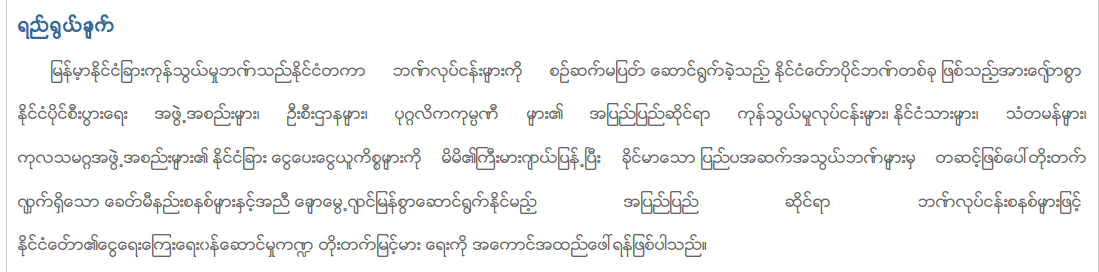 ရည်ရွယ်ချက်
မြန်မာ့နိုင်ငံခြားကုန်သွယ်မှုဘဏ်သည်နိုင်ငံတကာ ဘဏ်လုပ်ငန်းများကို စဉ်ဆက်မပြတ် ဆောင်ရွက်ခဲ့သည့် နိုင်ငံတော်ပိုင်ဘဏ်တစ်ခု ဖြစ်သည့်အားလျော်စွာ
နိုင်ငံပိုင်စီးပွားရေး အဖွဲ့အစည်းများ၊ ဦးစီးဌာနများ၊ ပုဂ္ဂလိကကုမ္ပဏီ များ၏ အပြည်ပြည်ဆိုင်ရာ ကုန်သွယ်မှုလုပ်ငန်းများ၊ နိုင်ငံသားများ၊ သံတမန်များ၊
ကုလသမဂ္ဂအဖွဲ့အစည်းများ၏ နိုင်ငံခြား ငွေပေးငွေယူကိစ္စများကို မိမိ၏ကြီးမားကျယ်ပြန့်ပြီး ခိုင်မာသော ပြည်ပအဆက်အသွယ်ဘဏ်များမှ တဆင့်ဖြစ်ပေါ်တိုးတက်
လျှက်ရှိသော ခေတ်မီနည်းစနစ်များနှင့်အညီ ချောမွေ့လျင်မြန်စွာဆောင်ရွက်နိုင်မည့် အပြည်ပြည် ဆိုင်ရာ ဘဏ်လုပ်ငန်းစနစ်များဖြင့်
နိုင်ငံတော်၏ငွေရေးကြေးရေးဝန်ဆောင်မှုကဏ္ဍ တိုးတက်မြင့်မား ရေးကို အကောင်အထည်ဖေါ်ရန်ဖြစ်ပါသည်။